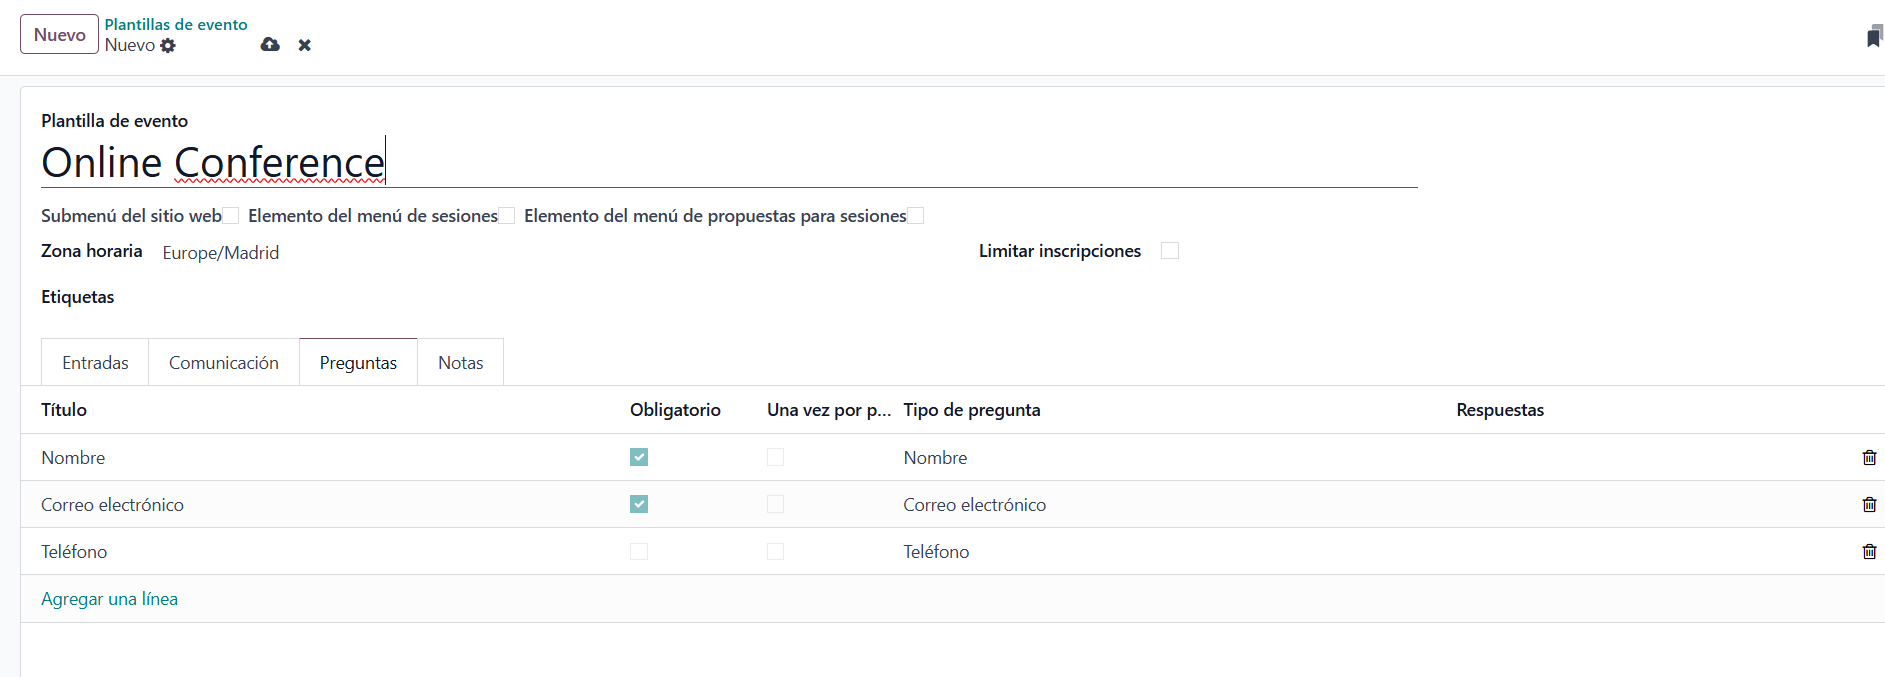 Nuevo
Plantillas de evento
Nuevo
Plantilla de evento
Online Conference
Submenú del sitio web Elemento del menú de sesiones Elemento del menú de propuestas para sesiones
Zona horaria Europe/Madrid Limitar inscripciones
Etiquetas
Entradas Comunicación Preguntas Notas
Título Obligatorio Una vez por p... Tipo de pregunta Respuestas
Nombre Nombre
Correo electrónico Correo electrónico
Teléfono Teléfono
Agregar una línea